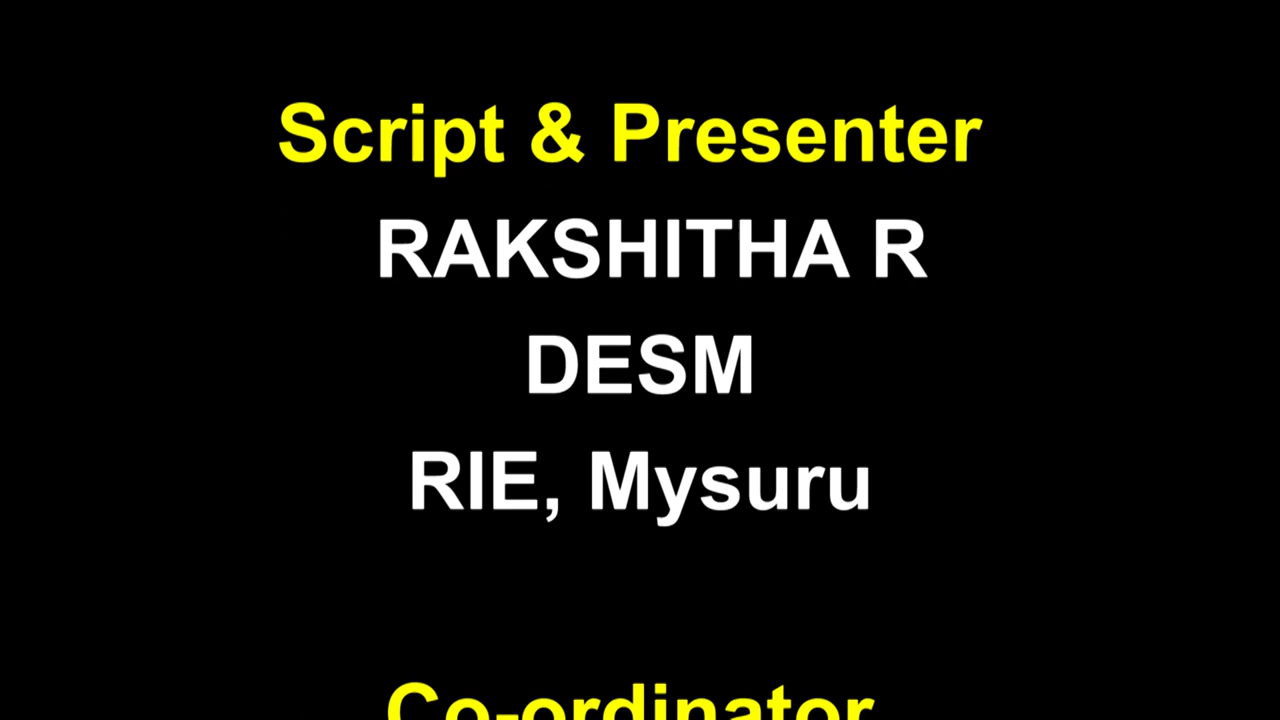 Script & Presenter
RAKSHITHA R
DESM
RIE, Mysuru
Co-ordinator